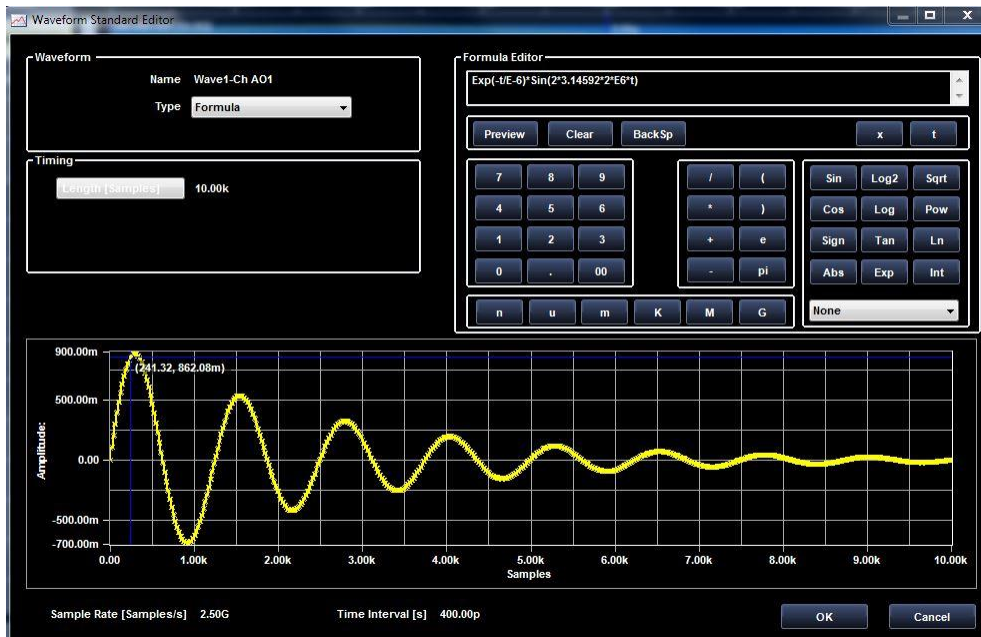 Waveform Standard Editor
Waveform
Name Wave1-Ch AO1
Type Formula
Timing
Length [Samples] 10.00k
Formula Editor
Exp(-t/E-6)*Sin(2*3.14592*2*E6*t)
Preview Clear BackSp x t
7 8 9 / ( Sin Log2 Sqrt
4 5 6 * ) Cos Log Pow
1 2 3 + e Sign Tan Ln
0 . 00 - pi Abs Exp Int
n u m K M G None
900.00m
(241.32, 862.08m)
500.00m
Amplitude:
0.00
-500.00m
-700.00m
0.00 1.00k 2.00k 3.00k 4.00k 5.00k 6.00k 7.00k 8.00k 9.00k 10.00k
Samples
Sample Rate [Samples/s] 2.50G Time Interval [s] 400.00p OK Cancel